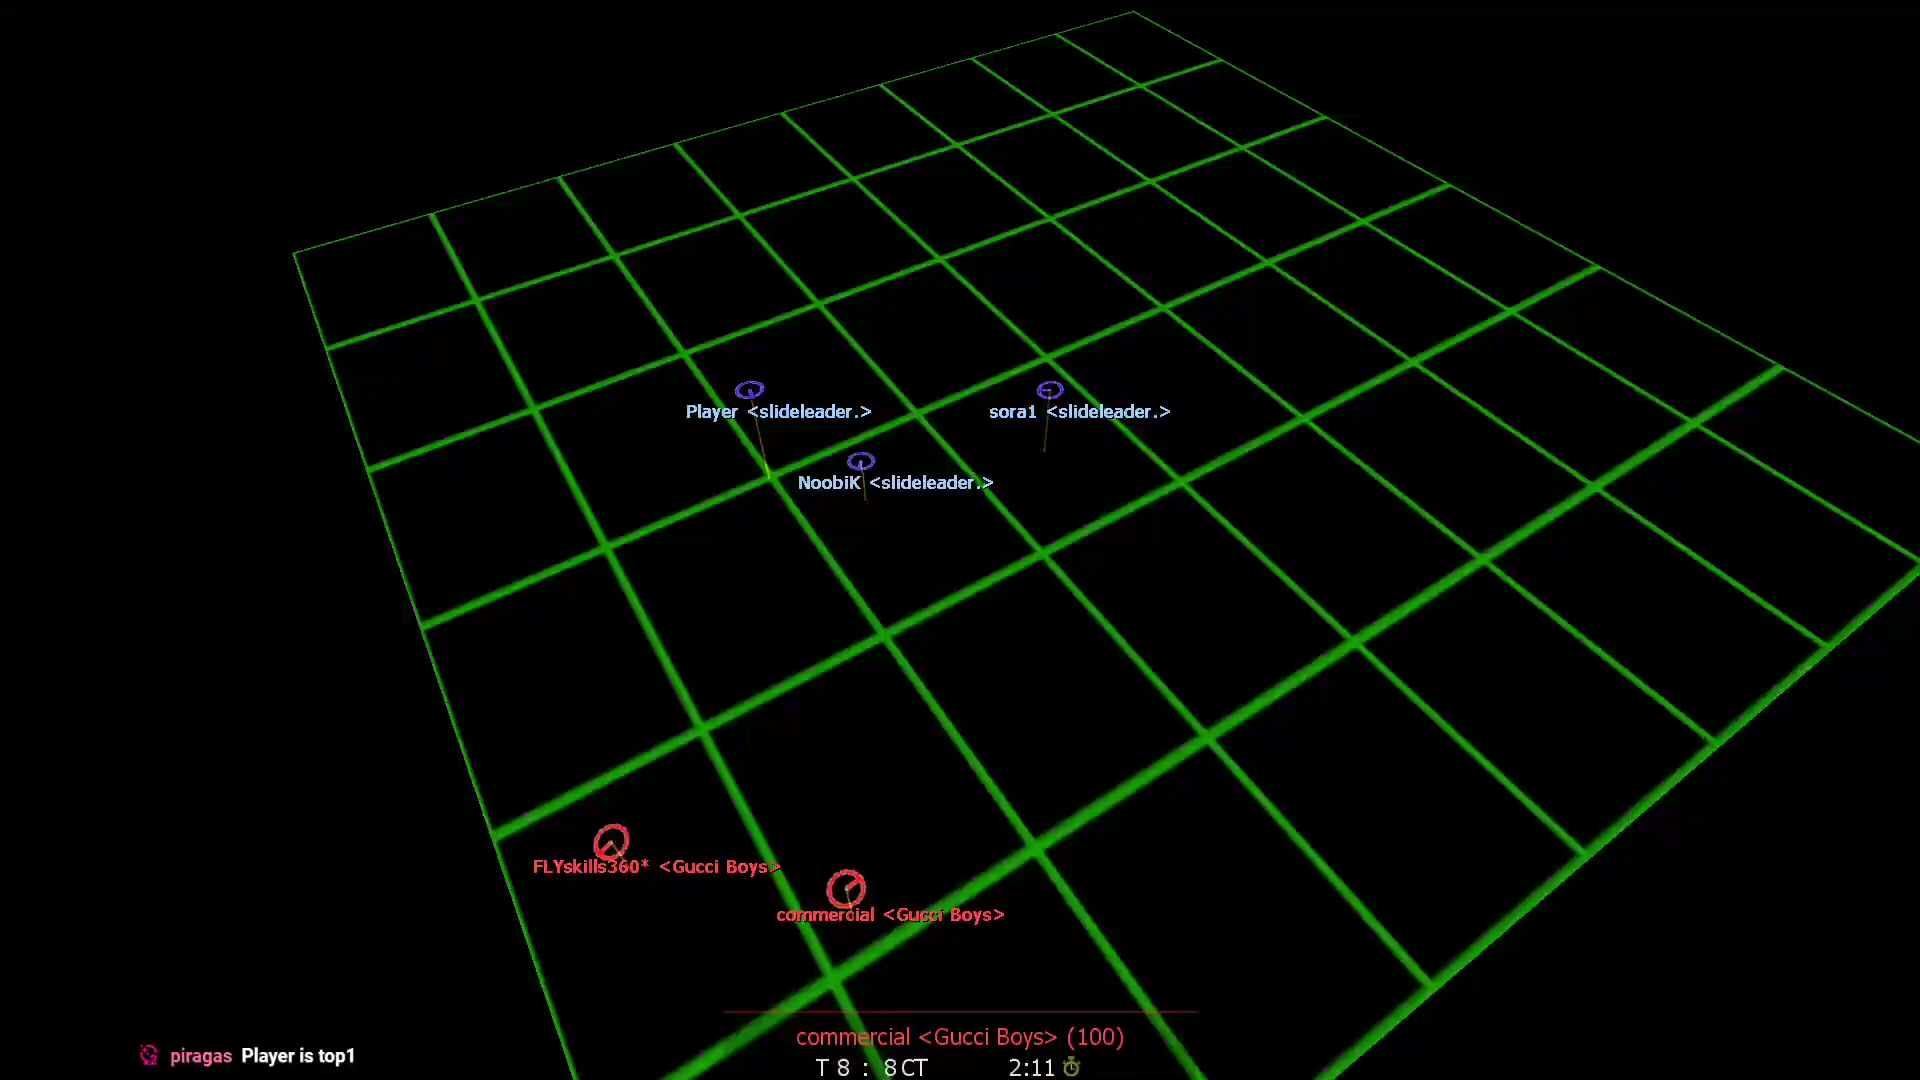 Player <slideleader.>
sora1 <slideleader.>
NoobiK <slideleader.>
FLYskills360* <Gucci Boys>
commercial <Gucci Boys>
commercial <Gucci Boys> (100)
T 8 : 8 CT 2:11
piragas Player is top1